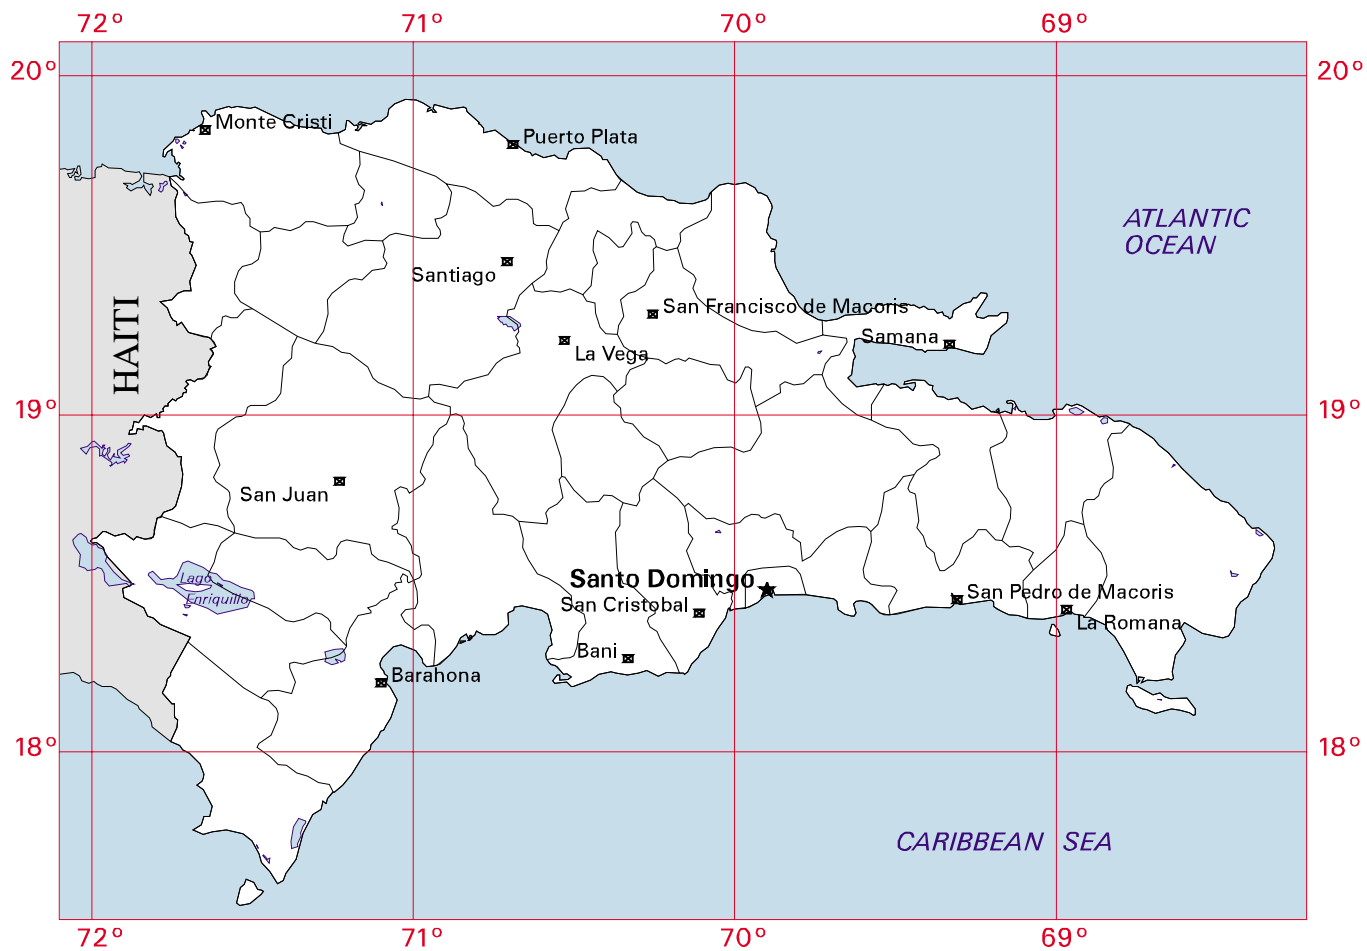 72° 71° 70° 69°
20° 20°
Monte Cristi
Puerto Plata
ATLANTIC
OCEAN
Santiago
HAITI
San Francisco de Macoris
Samana
La Vega
19° 19°
San Juan
Lago
Enriquillo
Santo Domingo
San Cristobal
San Pedro de Macoris
La Romana
Bani
Barahona
18° 18°
CARIBBEAN SEA
72° 71° 70° 69°